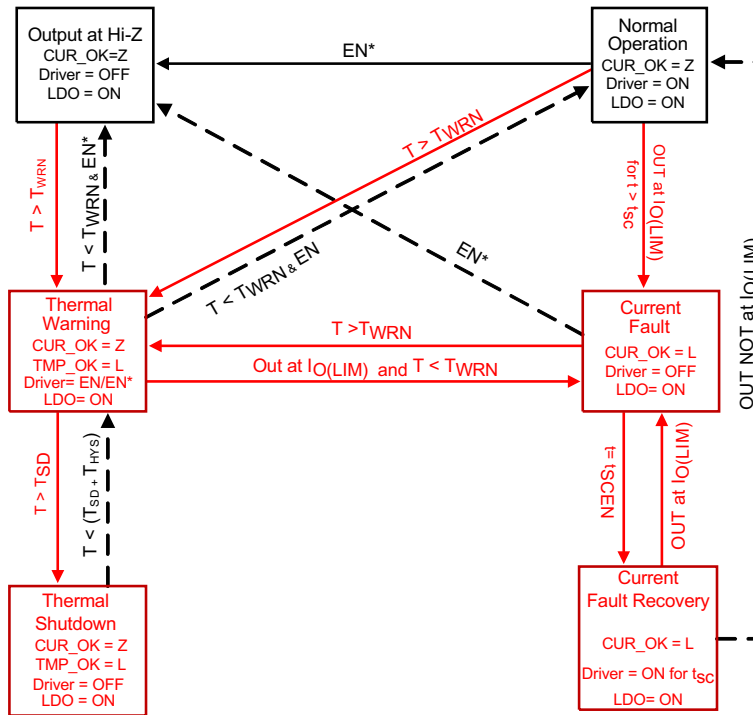 Output at Hi-Z
CUR_OK=Z
Driver = OFF
LDO = ON
EN*
Normal
Operation
CUR_OK = Z
Driver = ON
LDO = ON
T > TWRN
T < TWRN & EN*
T > TWRN
T < TWRN & EN
EN*
OUT at IO(LIM)
for t > tsc
OUT NOT at IO(LIM)
Thermal
Warning
CUR_OK = Z
TMP_OK = L
Driver= EN/EN*
LDO= ON
T >TWRN
Out at IO(LIM) and T < TWRN
Current
Fault
CUR_OK = L
Driver = OFF
LDO = ON
T > TSD
T < (TSD + THYS)
t= tSCEN
OUT at IO(LIM)
Thermal
Shutdown
CUR_OK = Z
TMP_OK = L
Driver = OFF
LDO = ON
Current
Fault Recovery
CUR_OK = L
Driver = ON for tsc
LDO= ON